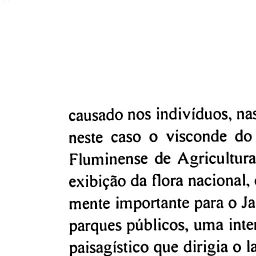 causado nos indivíduos, nas
neste caso o visconde do
Fluminense de Agricultura
exibição da flora nacional,
mente importante para o Ja
parques públicos, uma inte
paisagístico que dirigia o la